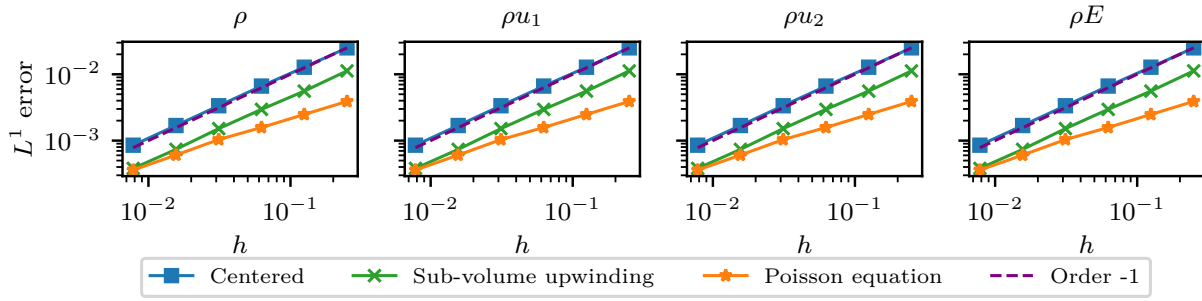 ρ ρu₁ ρu₂ ρE
L¹ error
10⁻²
10⁻³
10⁻² 10⁻¹ 10⁻² 10⁻¹ 10⁻² 10⁻¹ 10⁻² 10⁻¹
h h h h
Centered Sub-volume upwinding Poisson equation Order -1